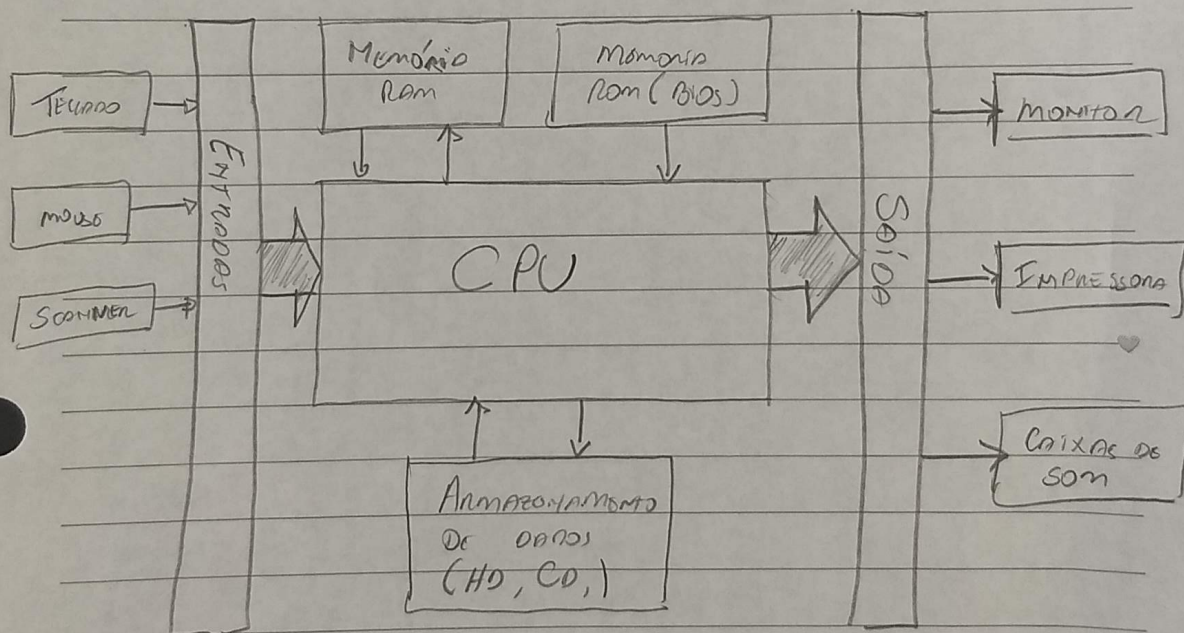 Memória
RAM
Memoria
ROM (BIOS)
Teclado
Monitor
Entradas
Mouse
CPU
Saída
Scanner
Impressora
Caixas de
som
Armazenamento
de dados
(HD, CD,)